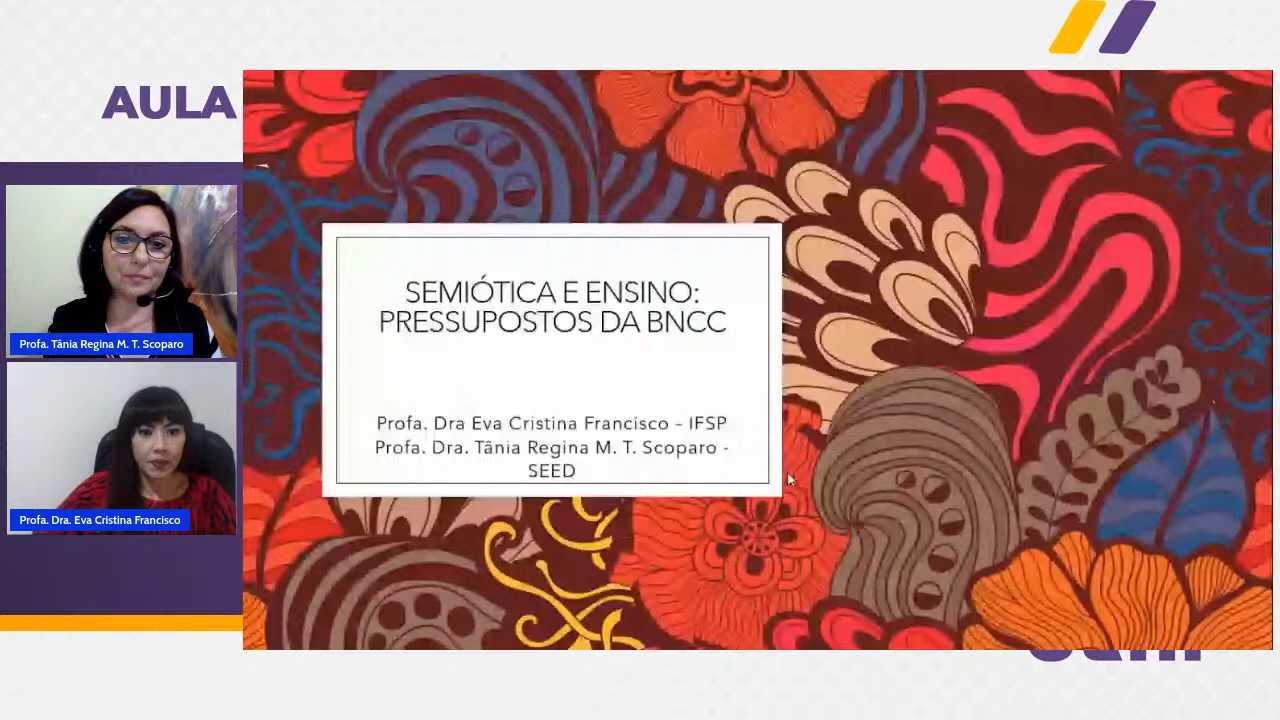 AULA
Profa. Tânia Regina M. T. Scoparo
Profa. Dra. Eva Cristina Francisco
SEMIÓTICA E ENSINO:
PRESSUPOSTOS DA BNCC
Profa. Dra Eva Cristina Francisco – IFSP
Profa. Dra. Tânia Regina M. T. Scoparo -
SEED